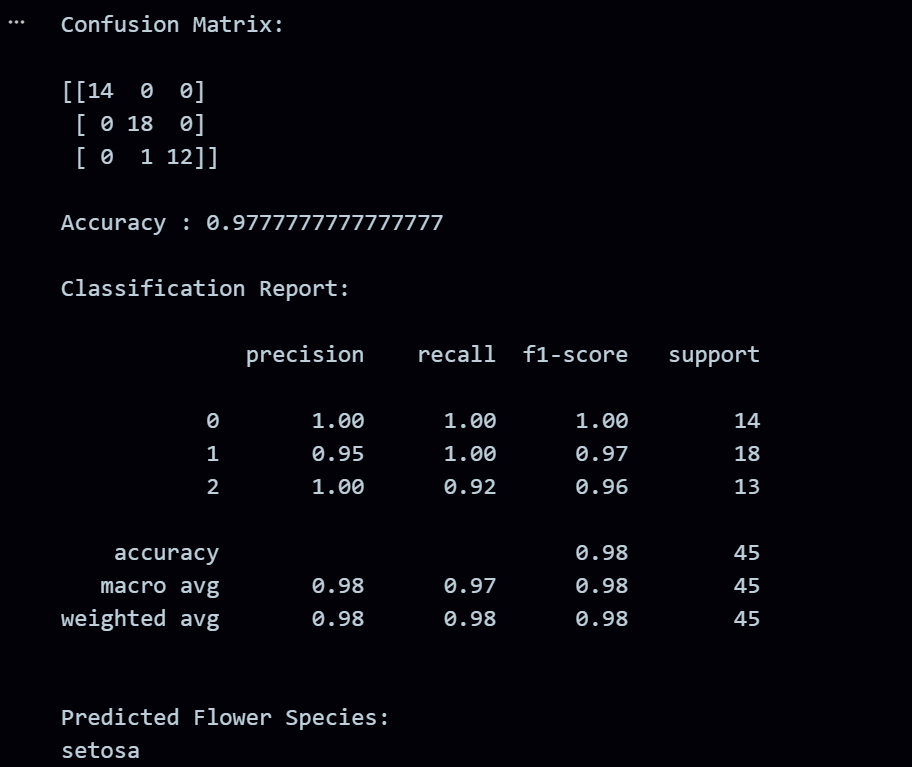 ...
Confusion Matrix:
[[14  0  0]
 [ 0 18  0]
 [ 0  1 12]]
Accuracy : 0.9777777777777777
Classification Report:
              precision    recall  f1-score   support
           0       1.00      1.00      1.00        14
           1       0.95      1.00      0.97        18
           2       1.00      0.92      0.96        13
    accuracy                           0.98        45
   macro avg       0.98      0.97      0.98        45
weighted avg       0.98      0.98      0.98        45
Predicted Flower Species:
setosa